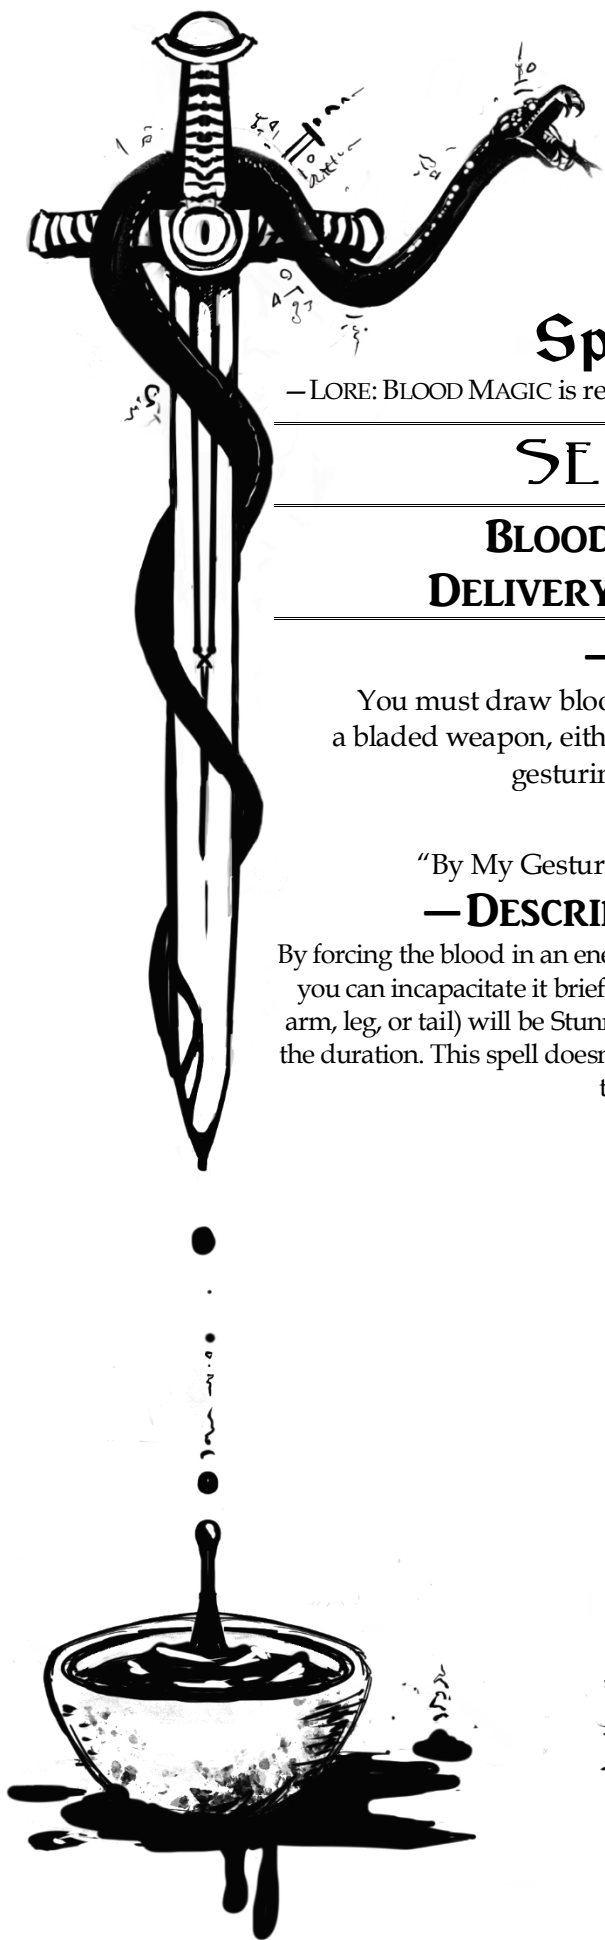 Sp
—LORE: BLOOD MAGIC is re
SE
BLOOD
DELIVERY
—
You must draw bloo
a bladed weapon, eith
gesturin
“By My Gestur
—DESCRI
By forcing the blood in an ene
you can incapacitate it brief
arm, leg, or tail) will be Stun
the duration. This spell does
t